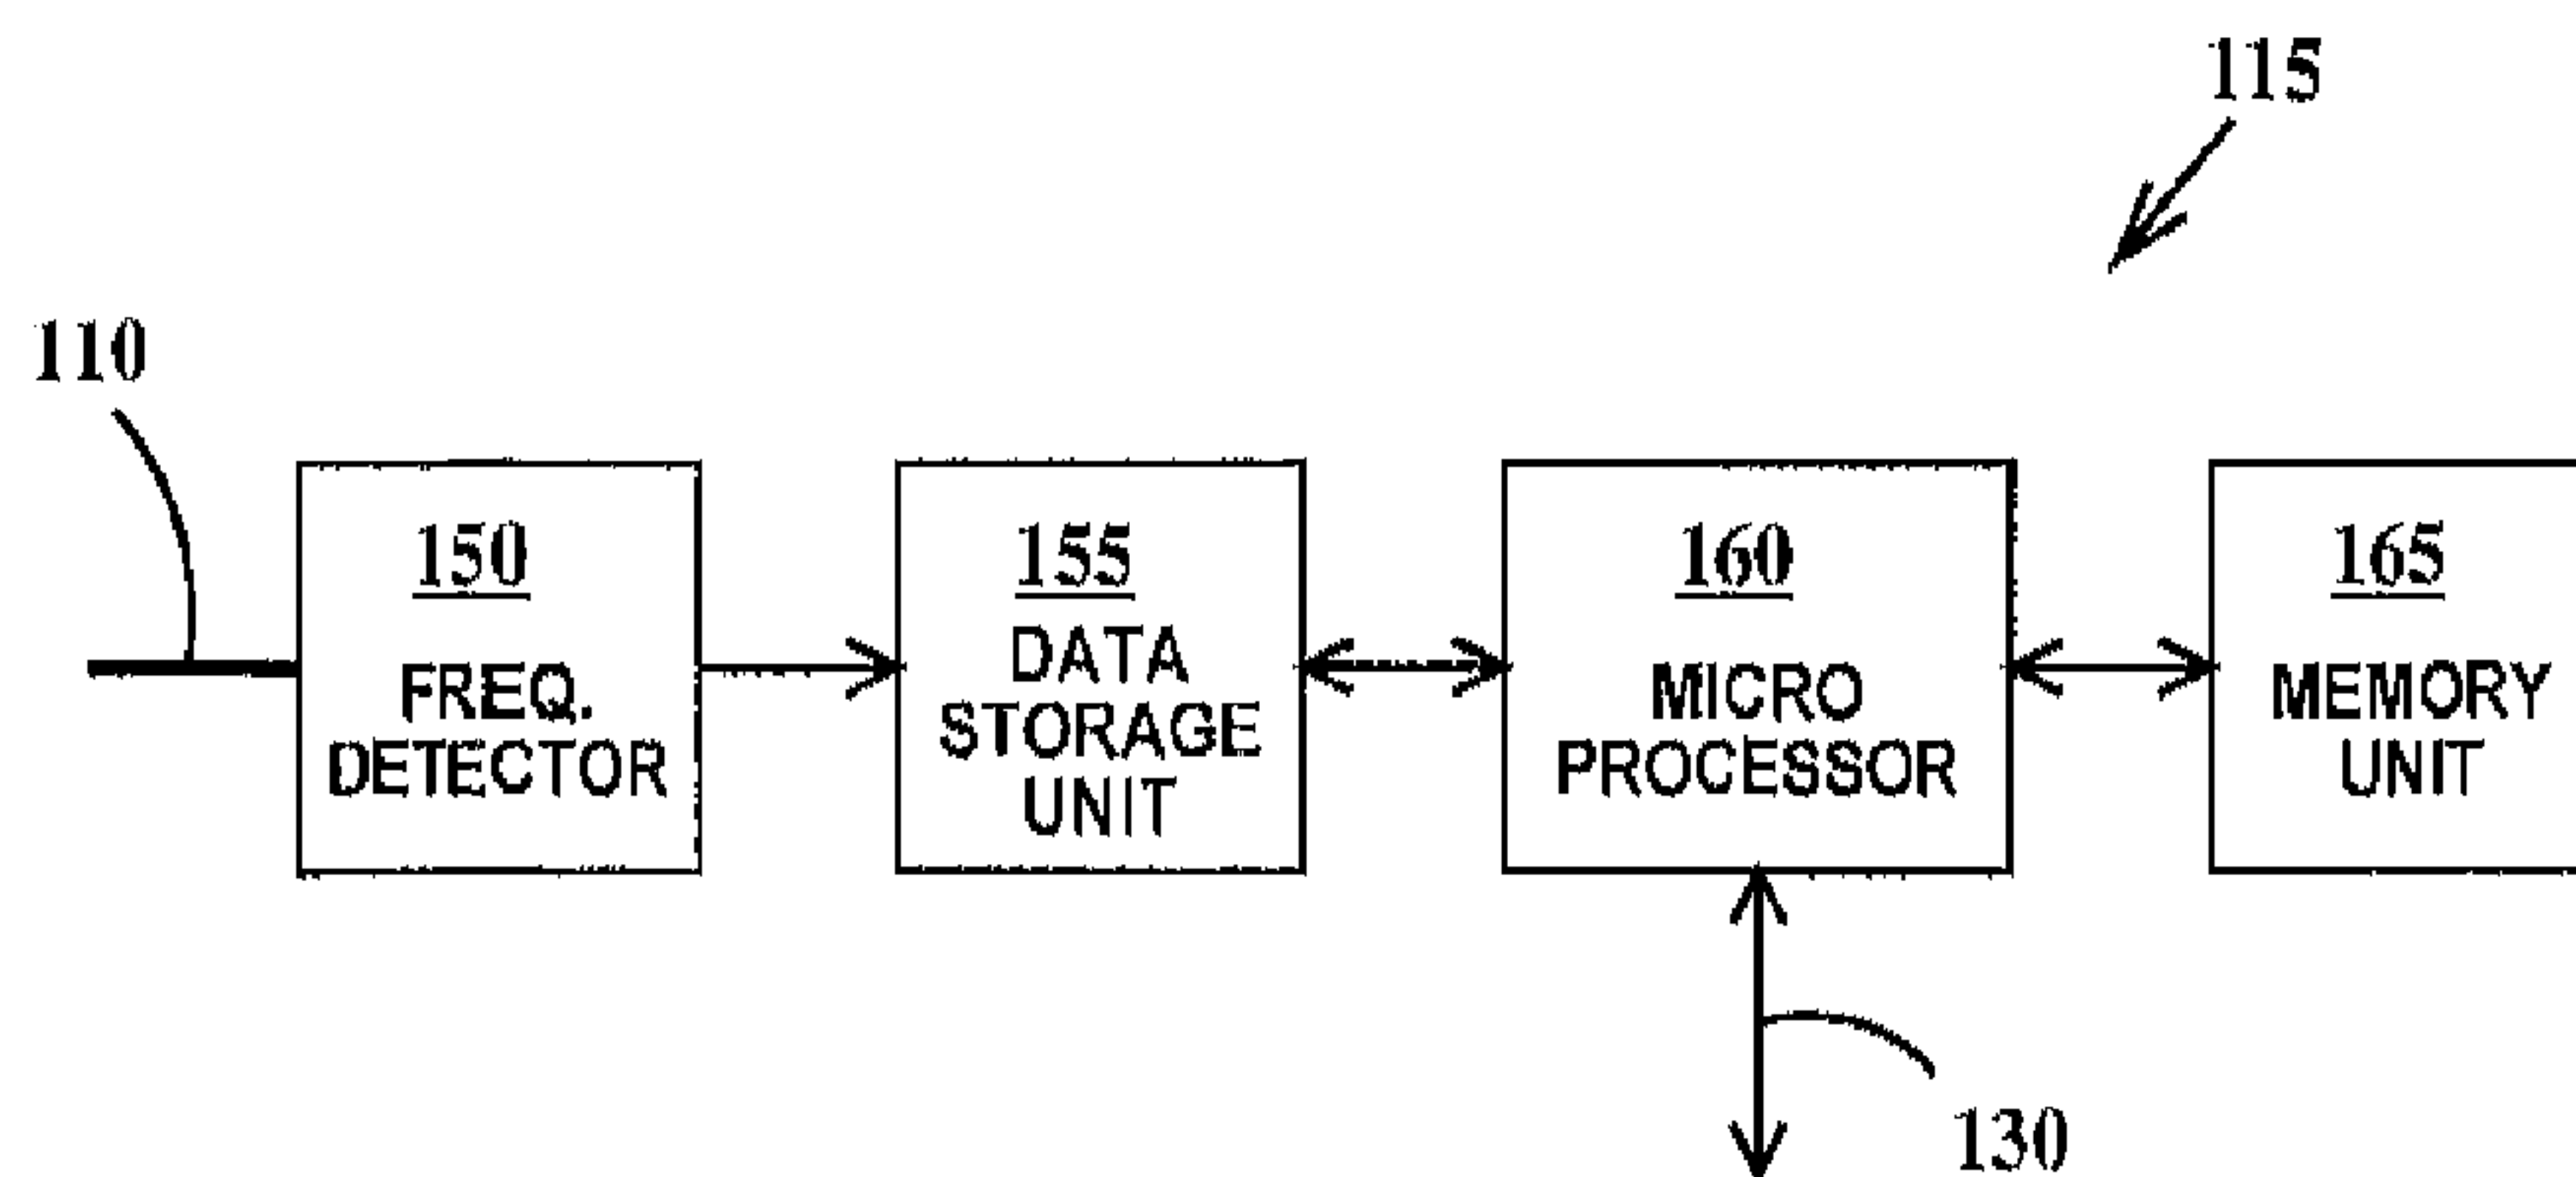 115
110
150
FREQ.
DETECTOR
155
DATA
STORAGE
UNIT
160
MICRO
PROCESSOR
165
MEMORY
UNIT
130